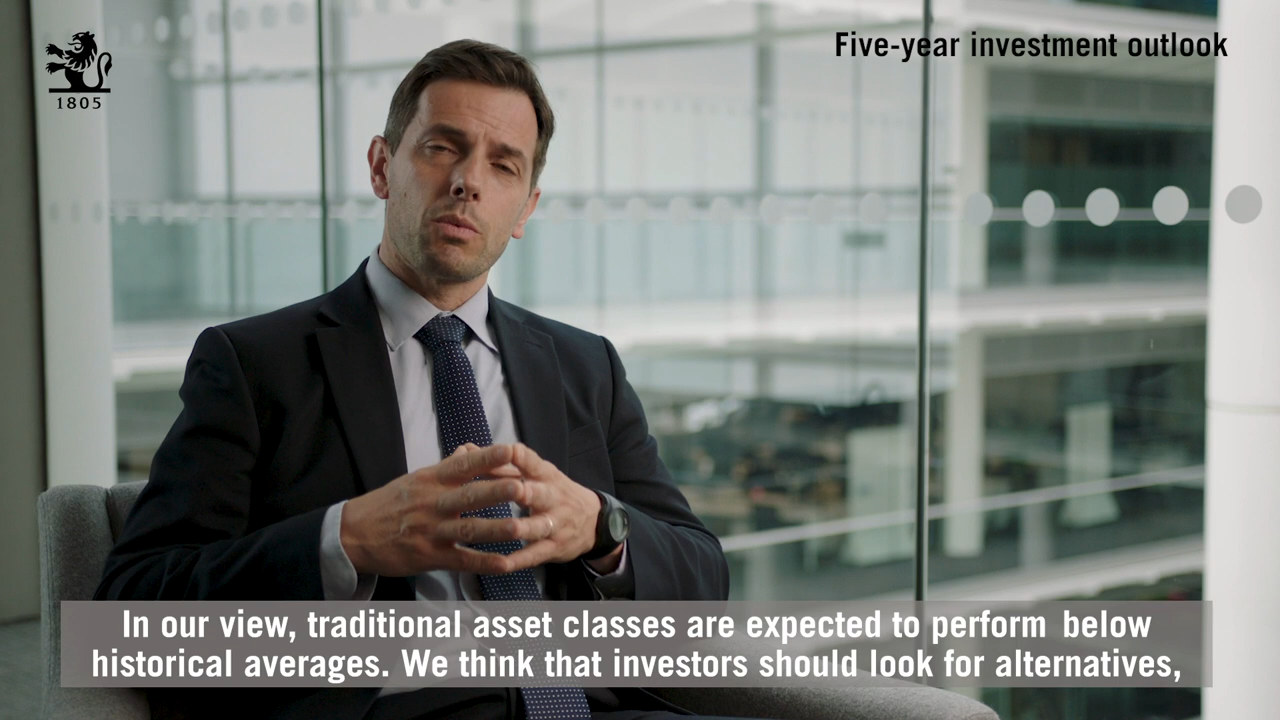 Five-year investment outlook
1805
In our view, traditional asset classes are expected to perform below
historical averages. We think that investors should look for alternatives,